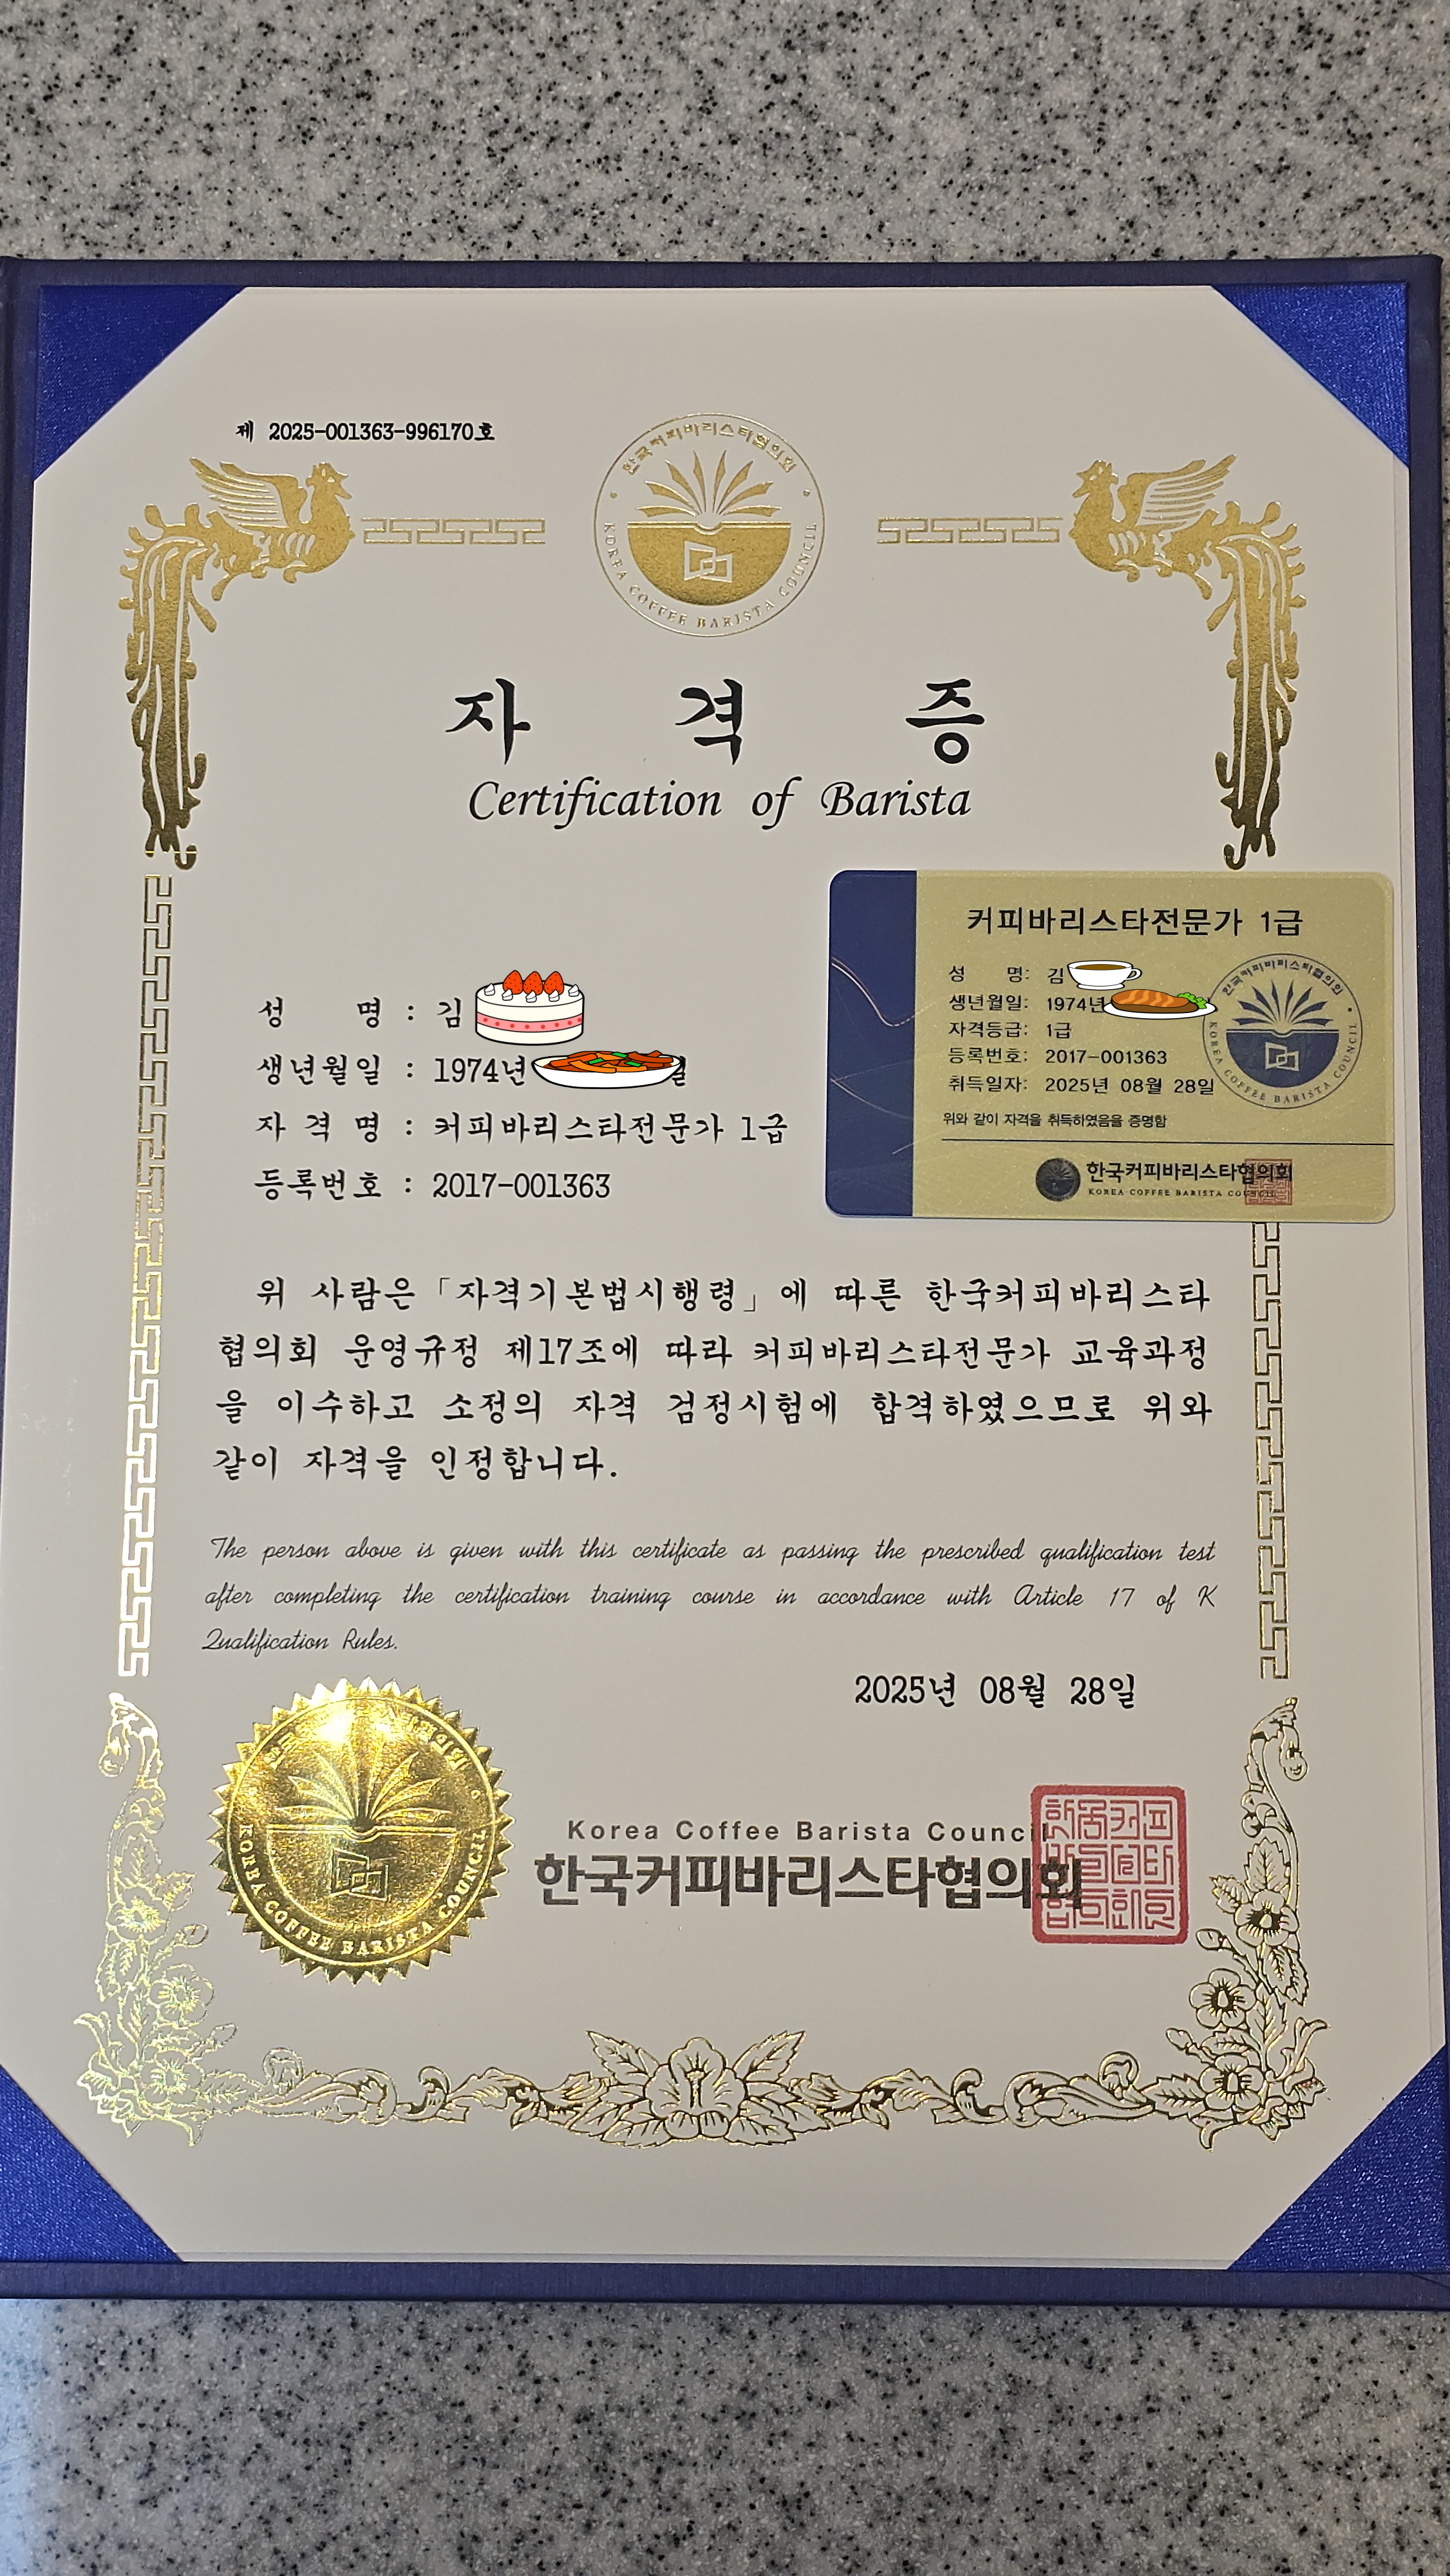 제 2025-001363-996170호
한국커피바리스타협의회
KOREA COFFEE BARISTA COUNCIL
자 격 증
Certification of Barista
성 명 : 김
생년월일 : 1974년
자 격 명 : 커피바리스타전문가 1급
등록번호 : 2017-001363
커피바리스타전문가 1급
성 명: 김
생년월일: 1974년
자격등급: 1급
등록번호: 2017-001363
취득일자: 2025년 08월 28일
위와 같이 자격을 취득하였음을 증명함
한국커피바리스타협의회
KOREA COFFEE BARISTA COUNCIL
한국커피바리스타협의회
KOREA COFFEE BARISTA COUNCIL
위 사람은 「자격기본법시행령」에 따른 한국커피바리스타
협의회 운영규정 제17조에 따라 커피바리스타전문가 교육과정
을 이수하고 소정의 자격 검정시험에 합격하였으므로 위와
같이 자격을 인정합니다.
The person above is given with this certificate as passing the prescribed qualification test
after completing the certification training course in accordance with Article 17 of K
Qualification Rules.
2025년 08월 28일
KOREA COFFEE BARISTA COUNCIL
Korea Coffee Barista Council
한국커피바리스타협의회